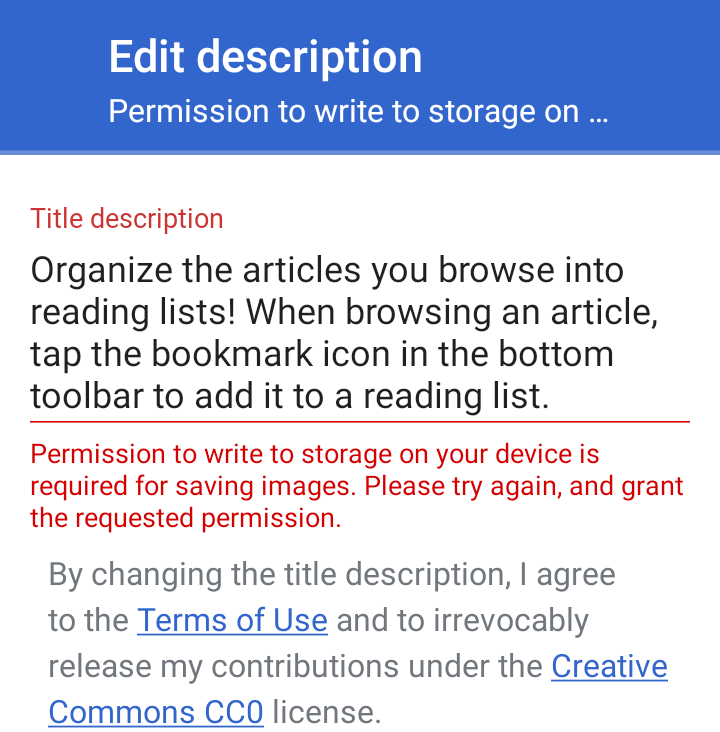 Edit description
Permission to write to storage on ...
Title description
Organize the articles you browse into
reading lists! When browsing an article,
tap the bookmark icon in the bottom
toolbar to add it to a reading list.
Permission to write to storage on your device is
required for saving images. Please try again, and grant
the requested permission.
By changing the title description, I agree
to the Terms of Use and to irrevocably
release my contributions under the Creative
Commons CC0 license.